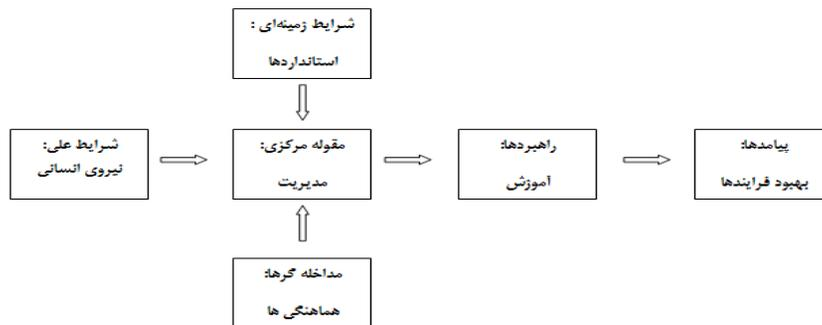 شرایط زمینه‌ای :
استانداردها
شرایط علی:
نیروی انسانی
مقوله مرکزی:
مدیریت
راهبردها:
آموزش
پیامدها:
بهبود فرایندها
مداخله گرها:
هماهنگی ها